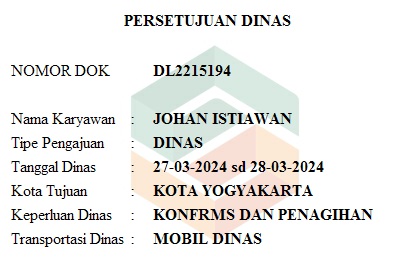 PERSETUJUAN DINAS
NOMOR DOK DL2215194
Nama Karyawan : JOHAN ISTIAWAN
Tipe Pengajuan : DINAS
Tanggal Dinas : 27-03-2024 sd 28-03-2024
Kota Tujuan : KOTA YOGYAKARTA
Keperluan Dinas : KONFRMS DAN PENAGIHAN
Transportasi Dinas : MOBIL DINAS